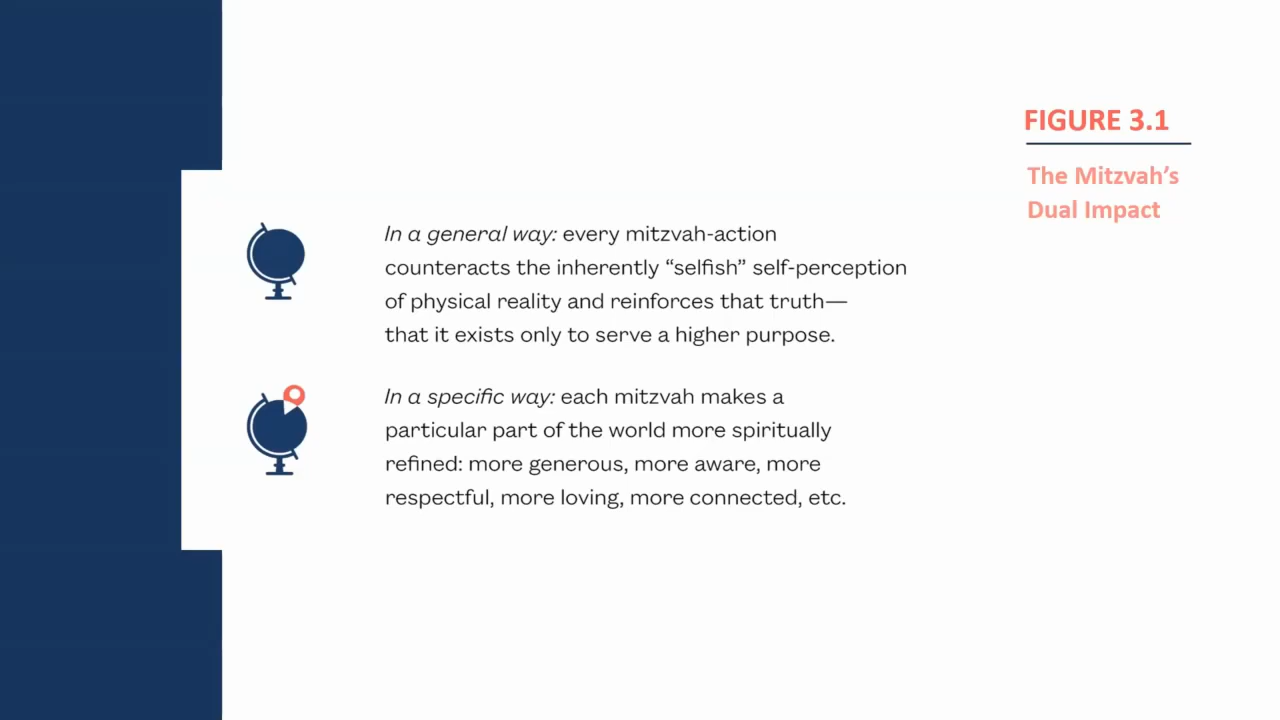 FIGURE 3.1
The Mitzvah’s
Dual Impact
In a general way: every mitzvah-action
counteracts the inherently “selfish” self-perception
of physical reality and reinforces that truth—
that it exists only to serve a higher purpose.
In a specific way: each mitzvah makes a
particular part of the world more spiritually
refined: more generous, more aware, more
respectful, more loving, more connected, etc.